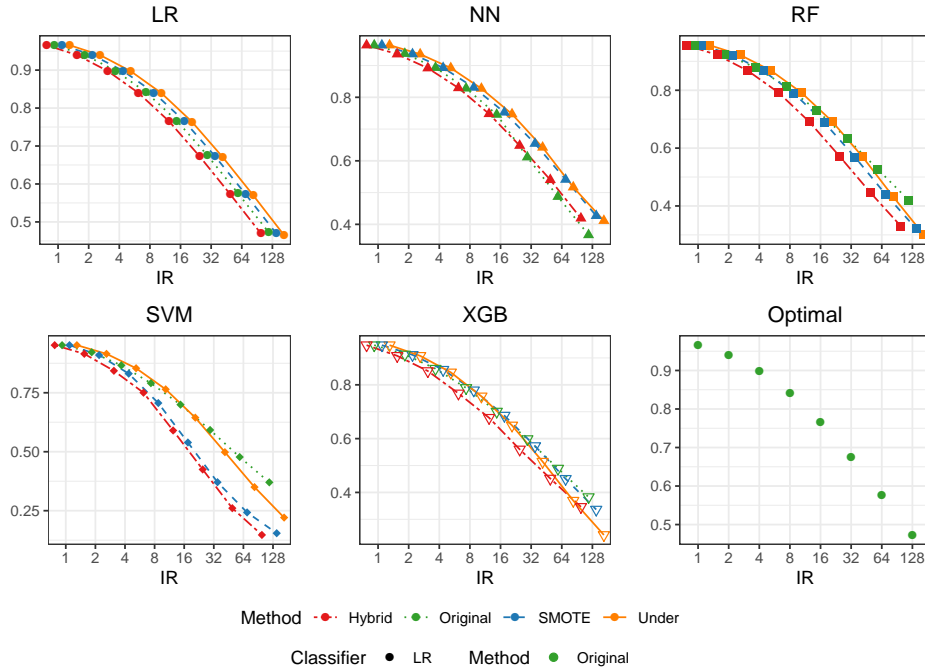 LR
NN
RF
0.9
0.8
0.7
0.6
0.5
1 2 4 8 16 32 64 128
IR
0.8
0.6
0.4
1 2 4 8 16 32 64 128
IR
0.8
0.6
0.4
1 2 4 8 16 32 64 128
IR
SVM
XGB
Optimal
0.75
0.50
0.25
1 2 4 8 16 32 64 128
IR
0.8
0.6
0.4
1 2 4 8 16 32 64 128
IR
0.9
0.8
0.7
0.6
0.5
1 2 4 8 16 32 64 128
IR
Method Hybrid Original SMOTE Under
Classifier LR Method Original